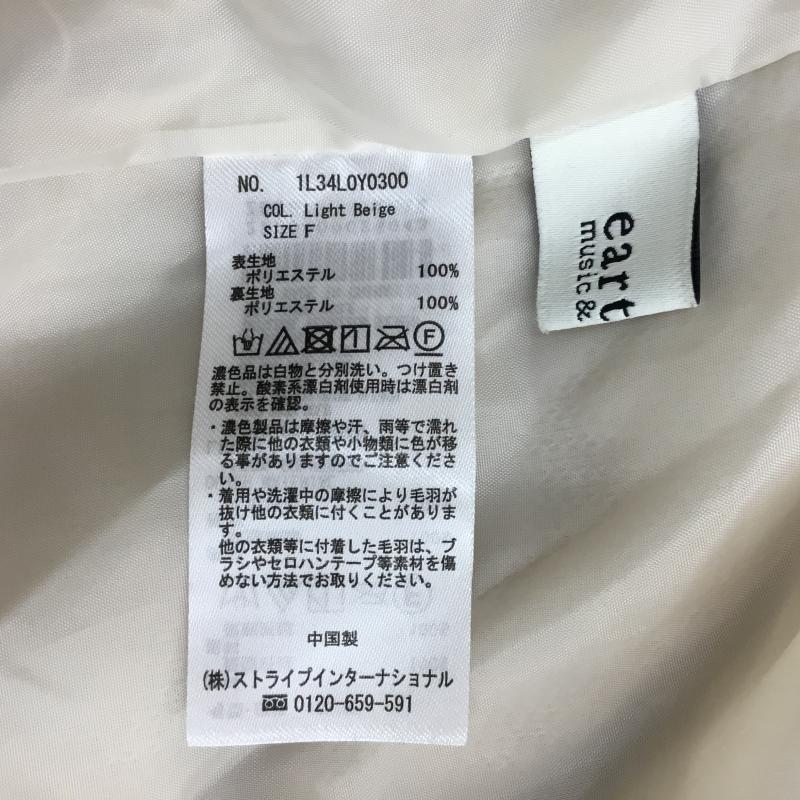 NO. 1L34L0Y0300
COL. Light Beige
SIZE F
表生地
ポリエステル 100%
裏生地
ポリエステル 100%
F
濃色品は白物と分別洗い。つけ置き
禁止。酸素系漂白剤使用時は漂白剤
の表示を確認。
・濃色製品は摩擦や汗、雨等で濡れ
た際に他の衣類や小物類に色が移
る事がありますのでご注意くださ
い。
・着用や洗濯中の摩擦により毛羽が
抜け他の衣類に付くことがありま
す。
他の衣類等に付着した毛羽は、ブ
ラシやセロハンテープ等素材を傷
めない方法でお取りください。
中国製
(株)ストライプインターナショナル
0120-659-591
eart
music&